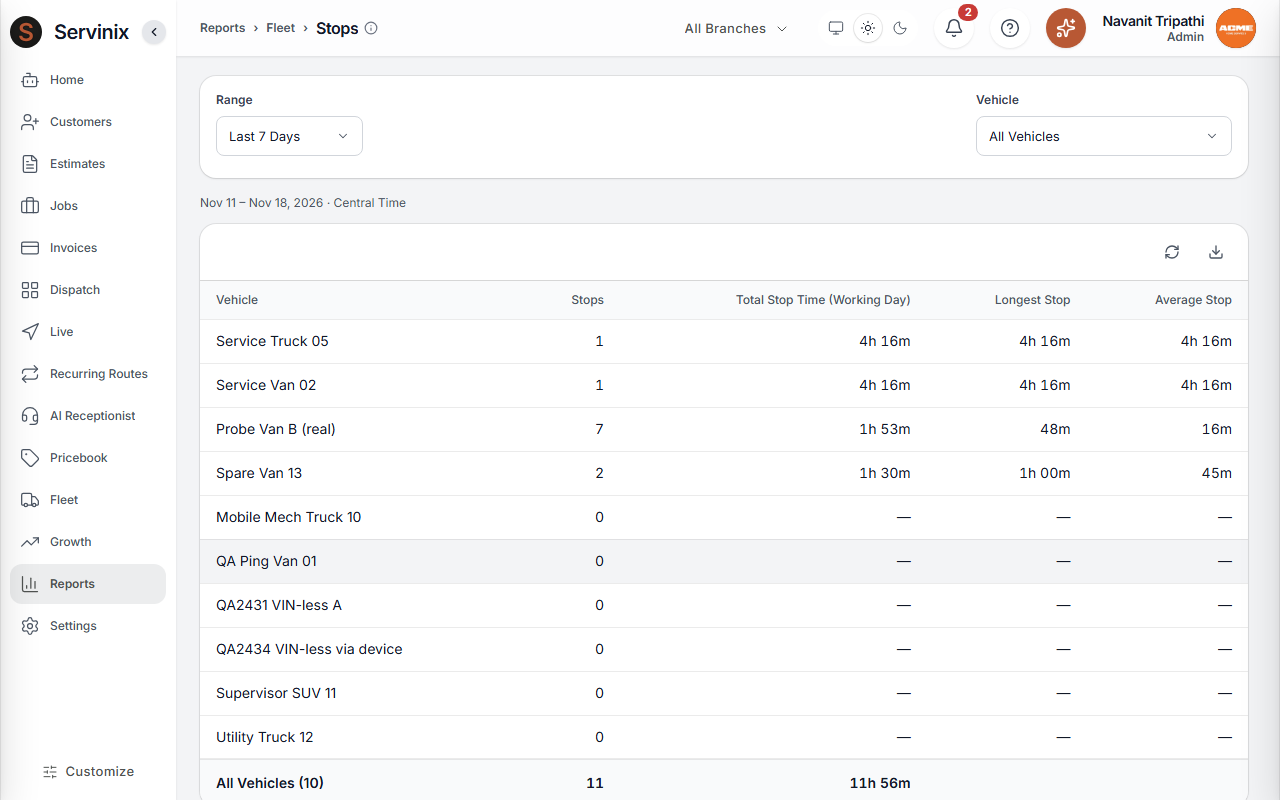 S Servinix
Reports › Fleet › Stops
All Branches
2
Navanit Tripathi
Admin
ACME
Home
Customers
Estimates
Jobs
Invoices
Dispatch
Live
Recurring Routes
AI Receptionist
Pricebook
Fleet
Growth
Reports
Settings
Customize
Range
Last 7 Days
Vehicle
All Vehicles
Nov 11 – Nov 18, 2026 · Central Time
Vehicle Stops Total Stop Time (Working Day) Longest Stop Average Stop
Service Truck 05 1 4h 16m 4h 16m 4h 16m
Service Van 02 1 4h 16m 4h 16m 4h 16m
Probe Van B (real) 7 1h 53m 48m 16m
Spare Van 13 2 1h 30m 1h 00m 45m
Mobile Mech Truck 10 0 — — —
QA Ping Van 01 0 — — —
QA2431 VIN-less A 0 — — —
QA2434 VIN-less via device 0 — — —
Supervisor SUV 11 0 — — —
Utility Truck 12 0 — — —
All Vehicles (10) 11 11h 56m